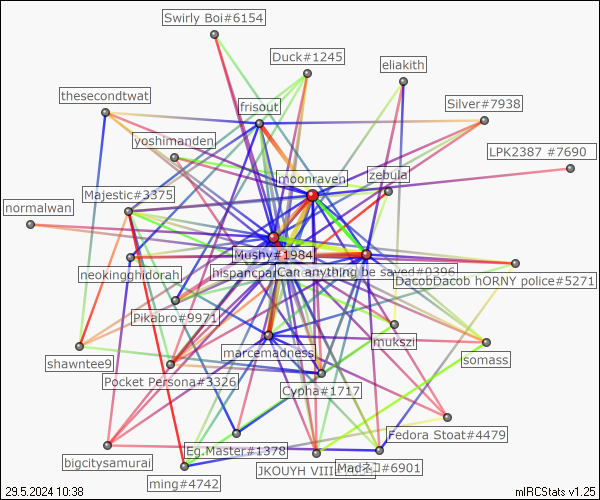 Swirly Boi#6154
Duck#1245
eliakith
thesecondtwat
frisout
Silver#7938
yoshimanden
LPK2387 #7690
moonraven
zebula
Majestic#3375
normalwan
Mushy#1984
neokingghidorah
hispancpar
Can anything be saved#0396
DacobDacob hORNY police#5271
Pikabro#9971
mukszi
marcemadness
somass
shawntee9
Pocket Persona#3326
Cypha#1717
Fedora Stoat#4479
Eg.Master#1378
bigcitysamurai
JKOUYH VIII
Madネコ#6901
ming#4742
29.5.2024 10:38
mIRCStats v1.25